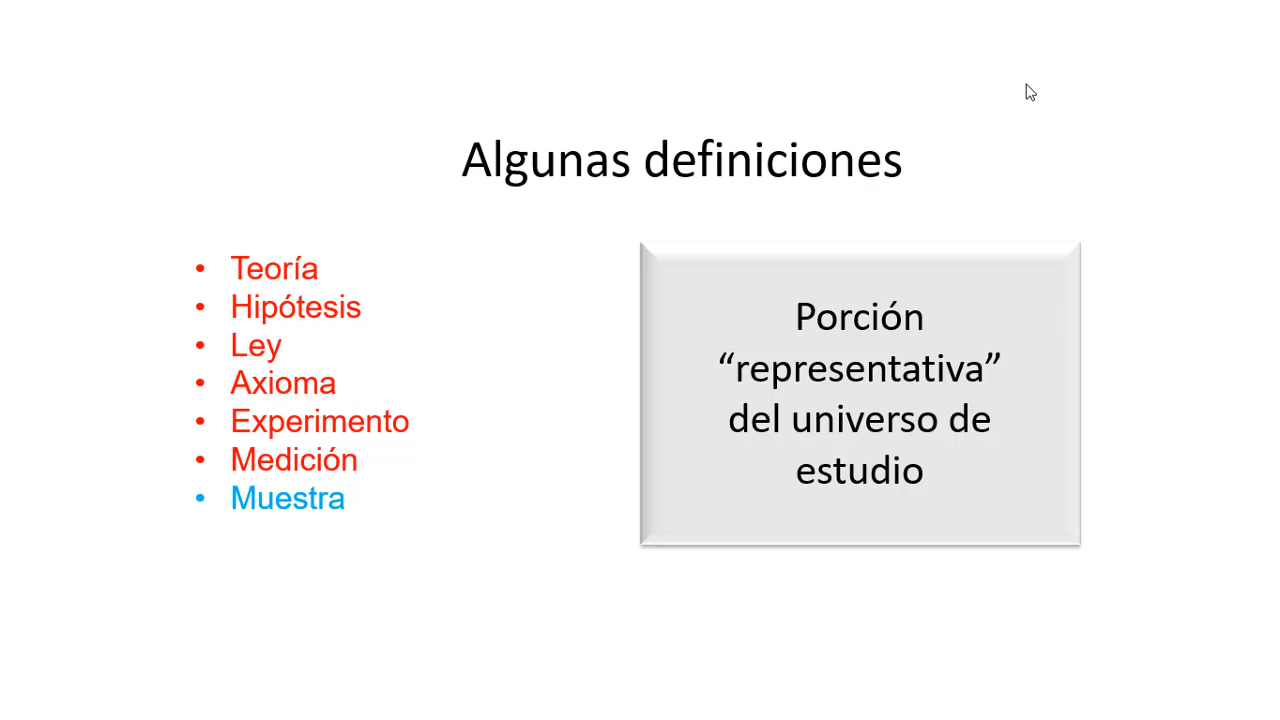 Algunas definiciones
• Teoría
• Hipótesis
• Ley
• Axioma
• Experimento
• Medición
• Muestra
Porción
“representativa”
del universo de
estudio